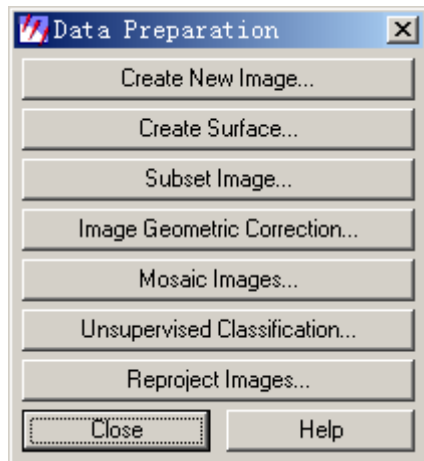 Data Preparation
Create New Image...
Create Surface...
Subset Image...
Image Geometric Correction...
Mosaic Images...
Unsupervised Classification...
Reproject Images...
Close Help